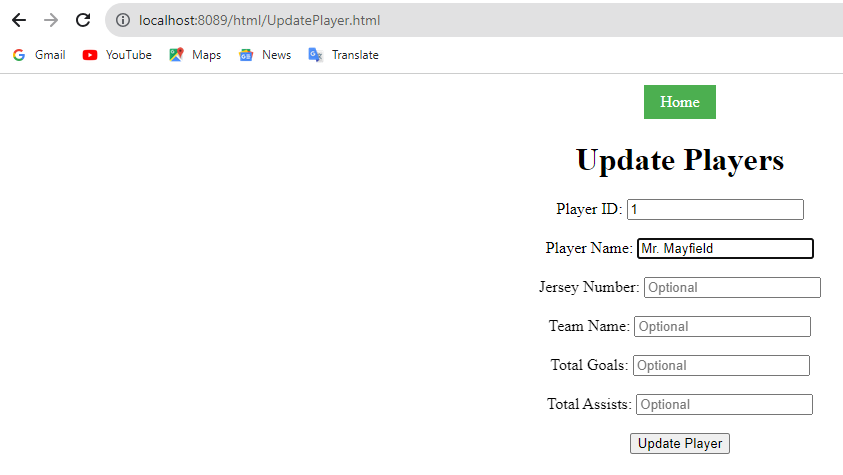 localhost:8089/html/UpdatePlayer.html
Gmail YouTube Maps News Translate
Home
Update Players
Player ID: 1
Player Name: Mr. Mayfield
Jersey Number: Optional
Team Name: Optional
Total Goals: Optional
Total Assists: Optional
Update Player